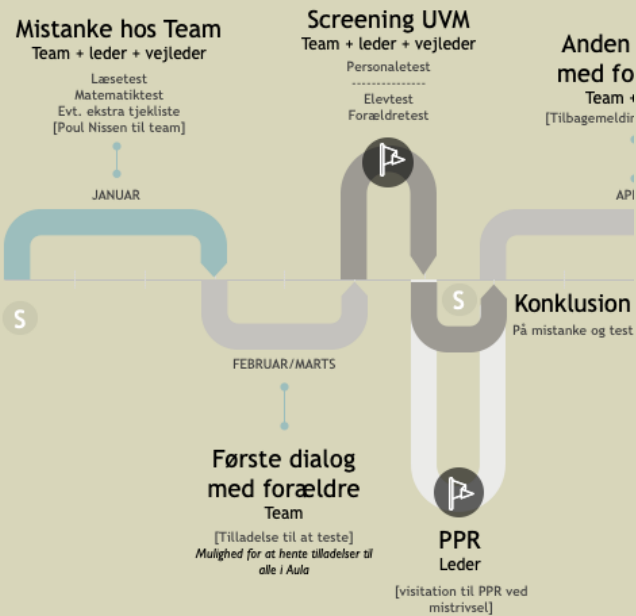 Mistanke hos Team
Team + leder + vejleder
Læsetest
Matematiktest
Evt. ekstra tjekliste
[Poul Nissen til team]
JANUAR
Screening UVM
Team + leder + vejleder
Personaletest
---------------
Elevtest
Forældretest
Anden
med fo
Team +
[Tilbagemeldin
API
S
S
Konklusion
På mistanke og test
FEBRUAR/MARTS
Første dialog
med forældre
Team
[Tilladelse til at teste]
Mulighed for at hente tilladelser til
alle i Aula
PPR
Leder
[visitation til PPR ved
mistrivsel]